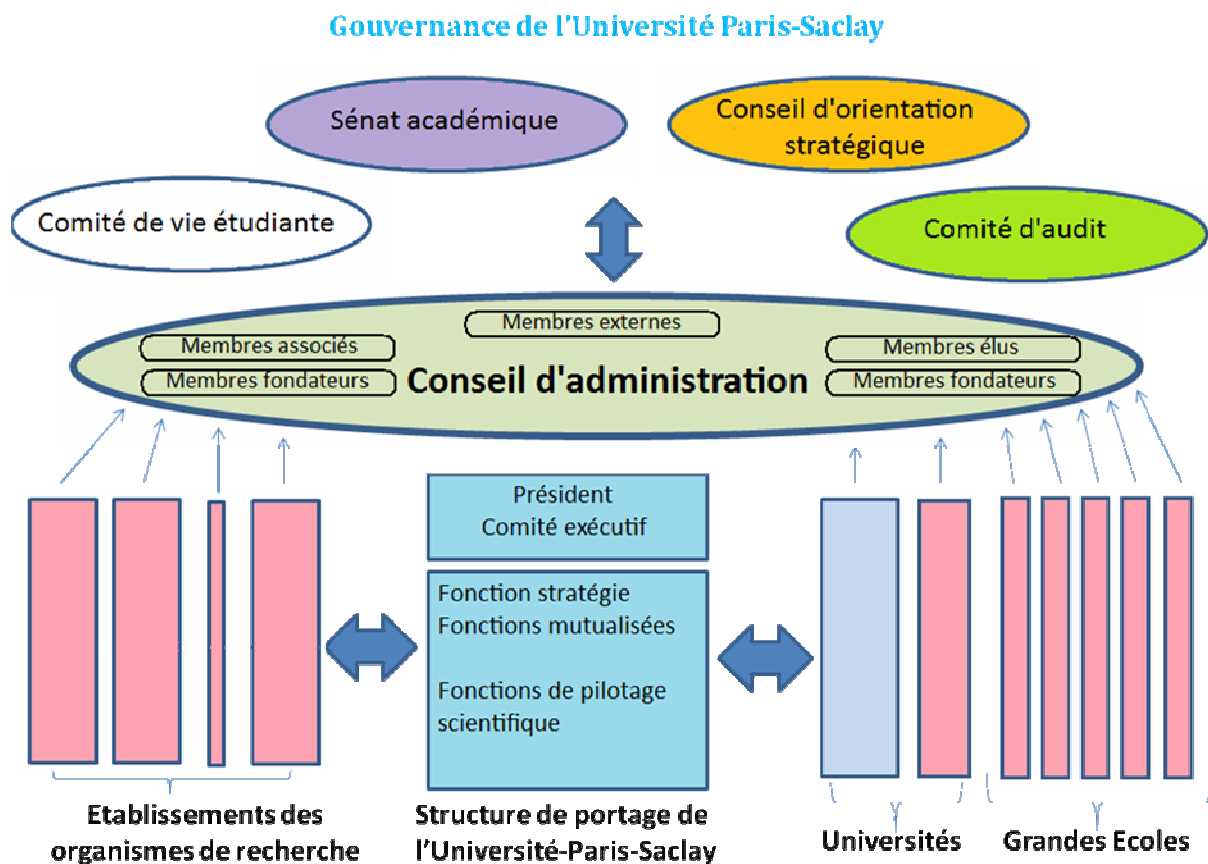 Gouvernance de l'Université Paris-Saclay
Sénat académique
Conseil d'orientation
stratégique
Comité de vie étudiante
Comité d'audit
Membres externes
Membres associés
Membres élus
Membres fondateurs
Conseil d'administration
Membres fondateurs
Président
Comité exécutif
Fonction stratégie
Fonctions mutualisées
Fonctions de pilotage
scientifique
Etablissements des
organismes de recherche
Structure de portage de
l'Université-Paris-Saclay
Universités
Grandes Ecoles